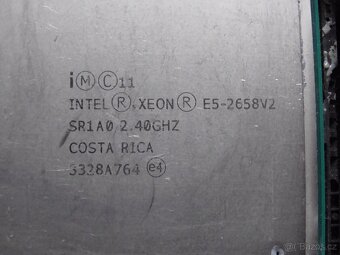 i Ⓜ Ⓒ 11
INTEL® XEON® E5-2658V2
SR1A0 2.40GHZ
COSTA RICA
3328A764 e4